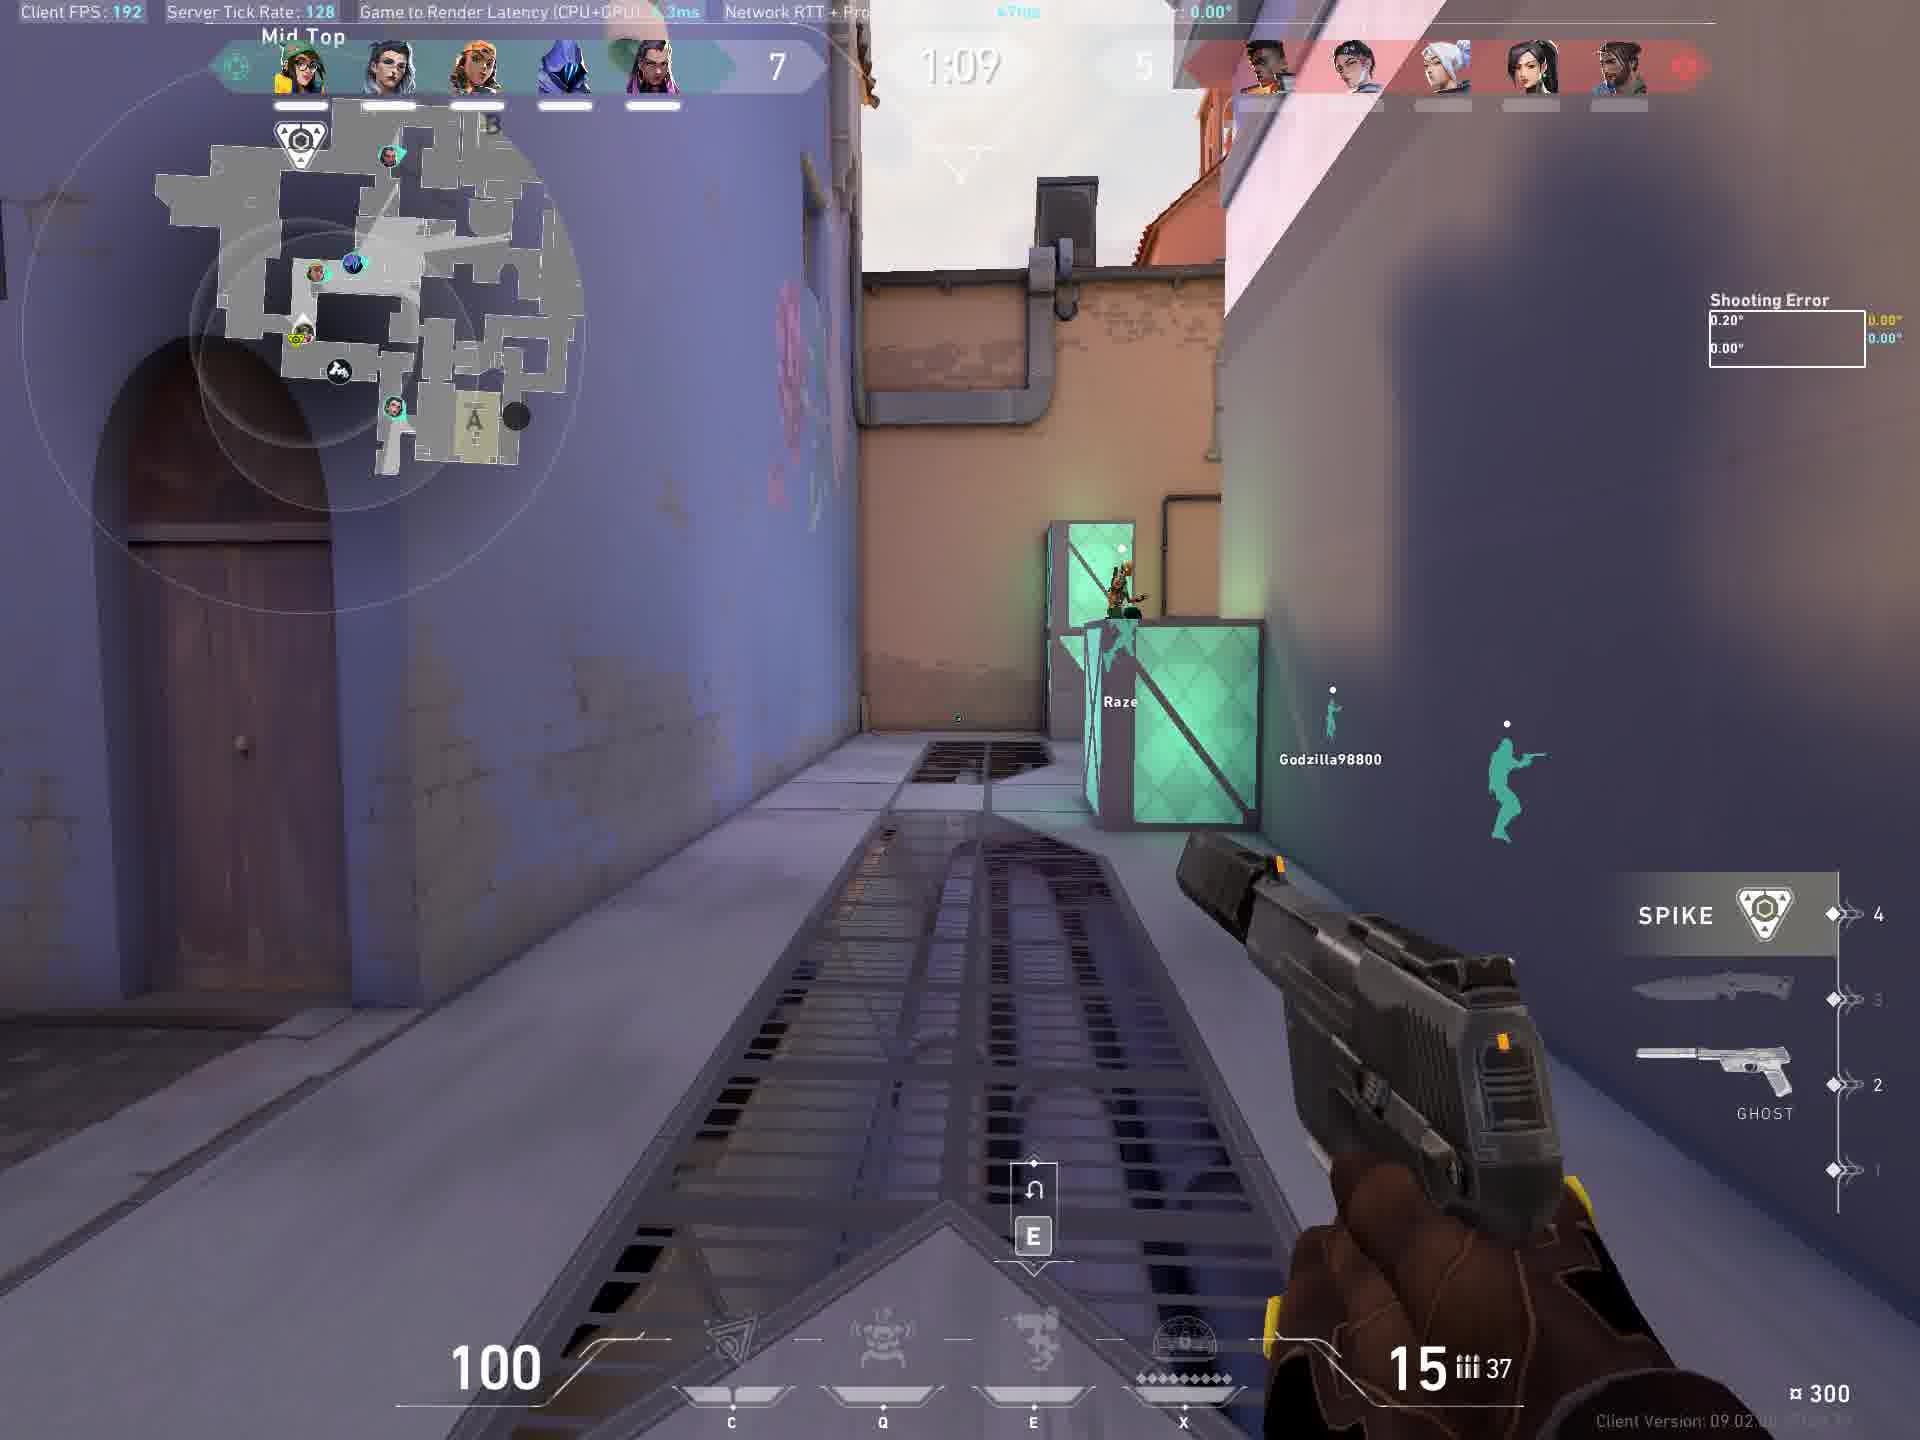 Client FPS: 192
Server Tick Rate: 128
Game to Render Latency (CPU+GPU):
.3ms
Network RTT + Pro
0.00°
Mid Top
7
1:09
5
B
A
Shooting Error
0.20°
0.00°
0.00°
0.00°
Raze
Godzilla98800
SPIKE
4
3
2
GHOST
1
E
100
15
37
C
Q
E
X
¤ 300
Client Version: 09.02.